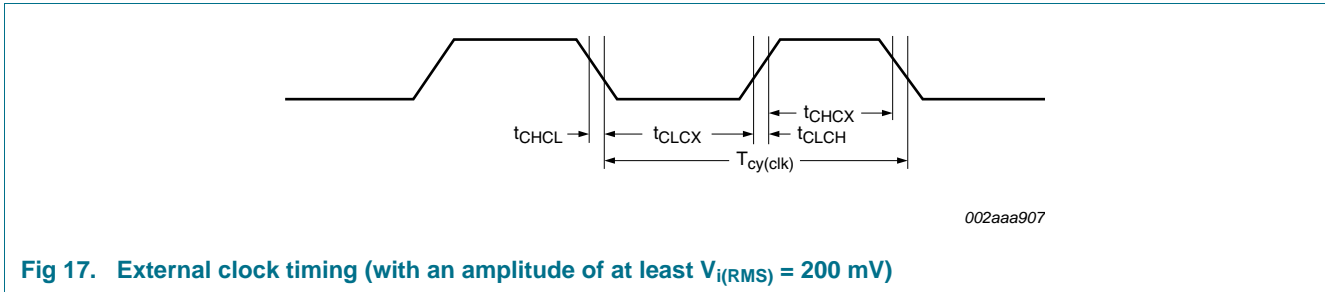 tCHCX
tCHCL tCLCX tCLCH
Tcy(clk)
002aaa907
Fig 17. External clock timing (with an amplitude of at least Vi(RMS) = 200 mV)